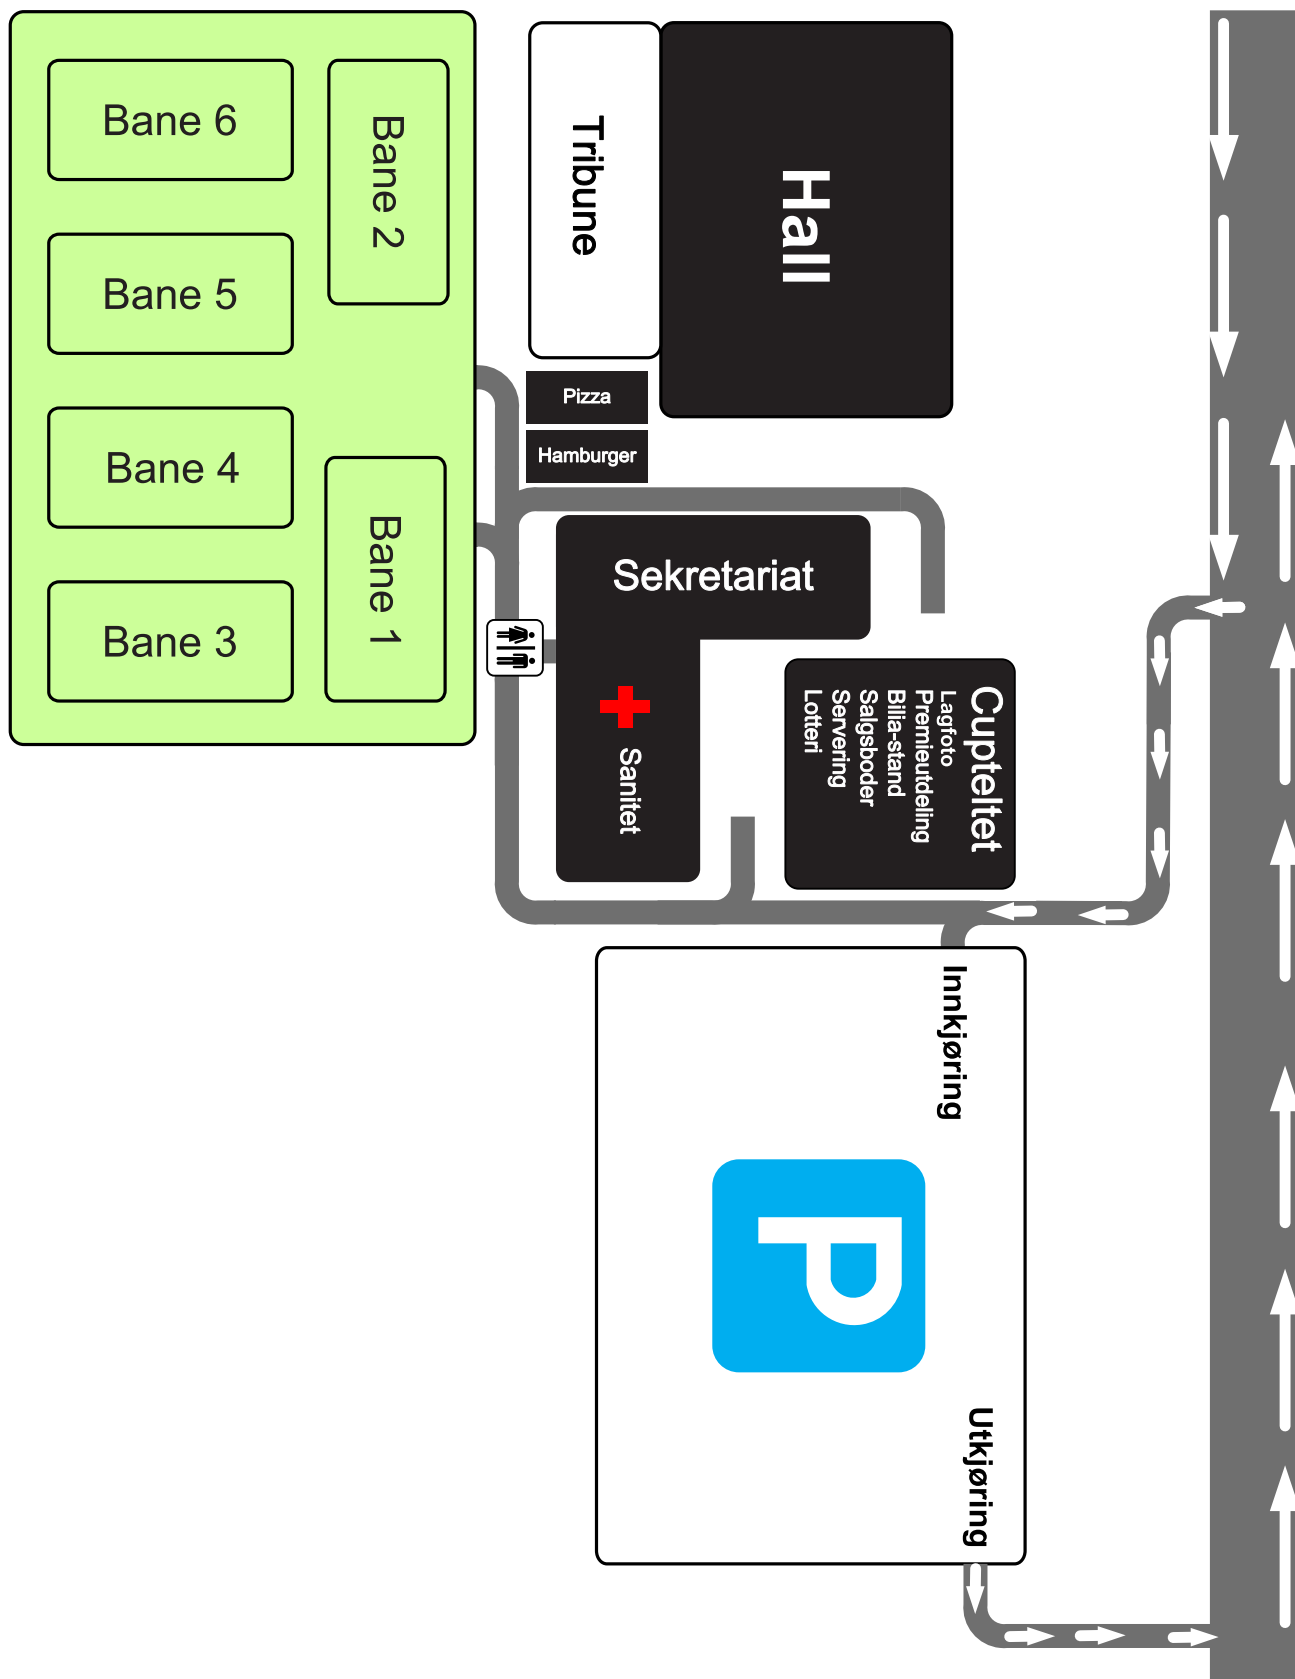 Bane 6
Bane 2
Bane 5
Bane 4
Bane 1
Bane 3
Tribune
Hall
Pizza
Hamburger
Sekretariat
Sanitet
Cupteltet
Lagfoto
Premieutdeling
Bilia-stand
Salgsboder
Servering
Lotteri
Innkjøring
P
Utkjøring